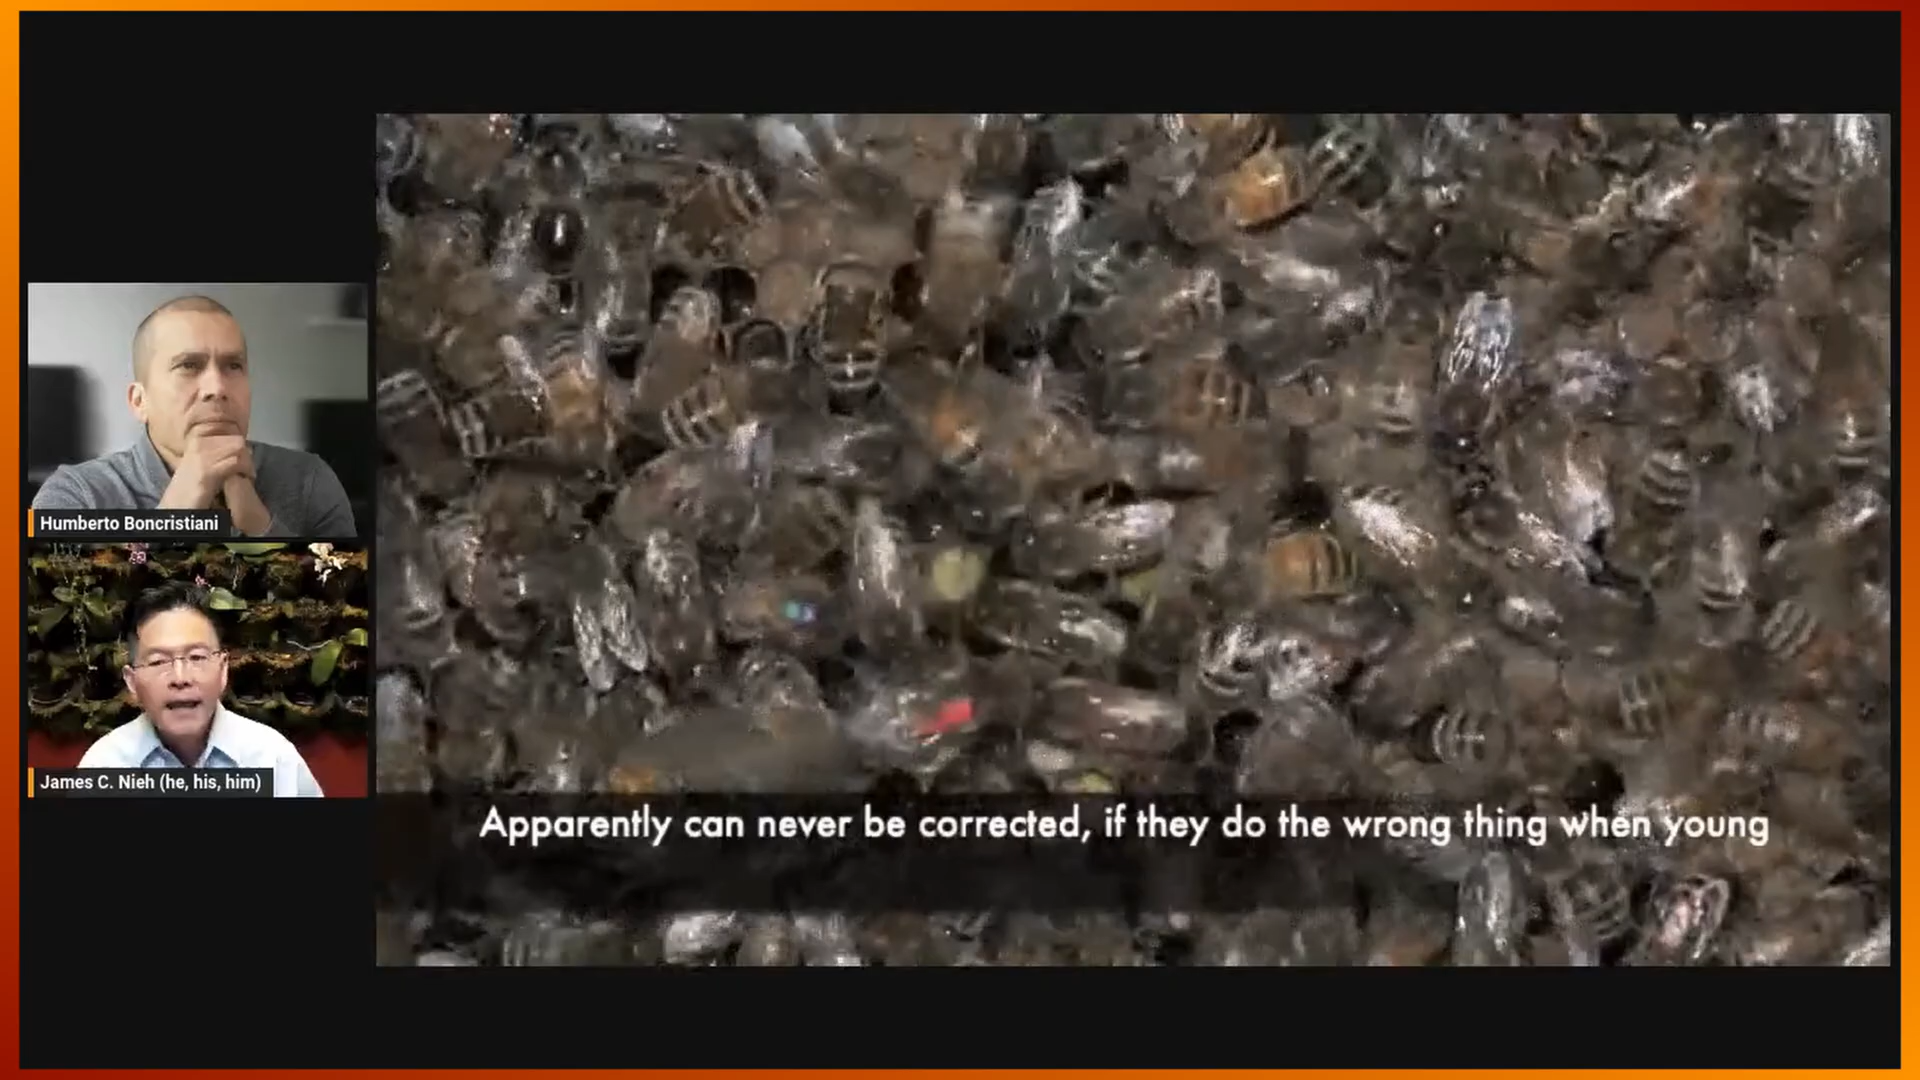 Humberto Boncristiani
James C. Nieh (he, his, him)
Apparently can never be corrected, if they do the wrong thing when young